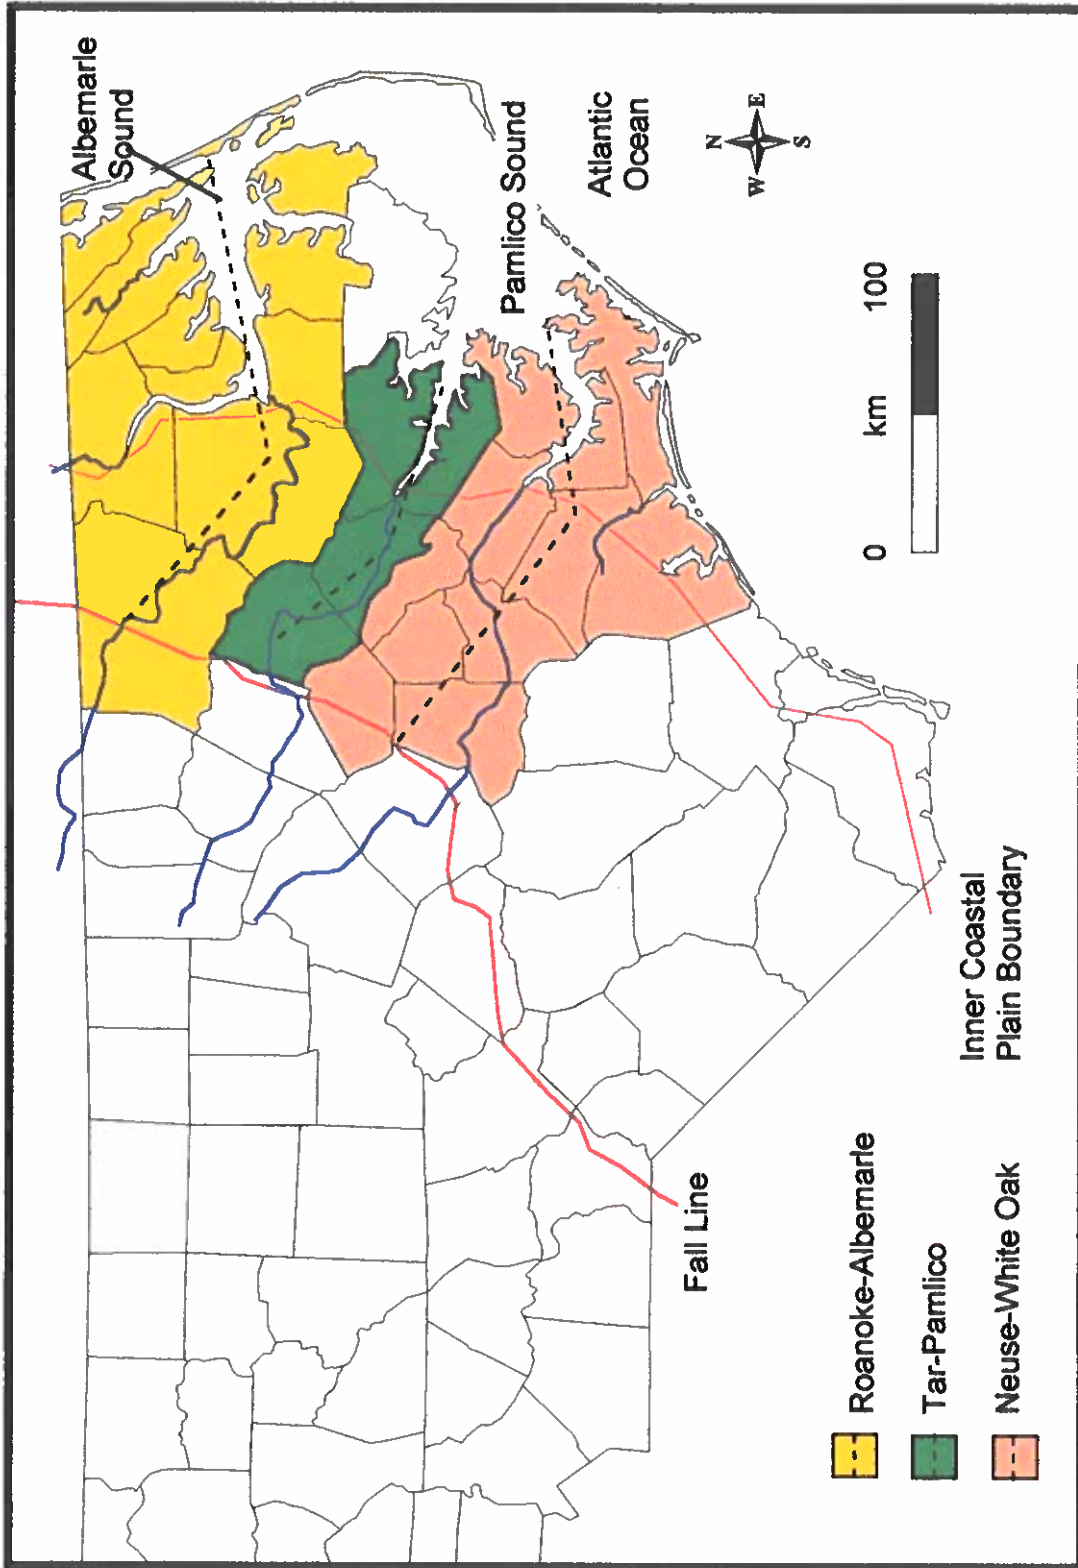 Albemarle
Sound
Pamlico Sound
Atlantic
Ocean
N
W
E
S
0
km
100
Inner Coastal
Plain Boundary
Fall Line
Roanoke-Albemarle
Tar-Pamlico
Neuse-White Oak